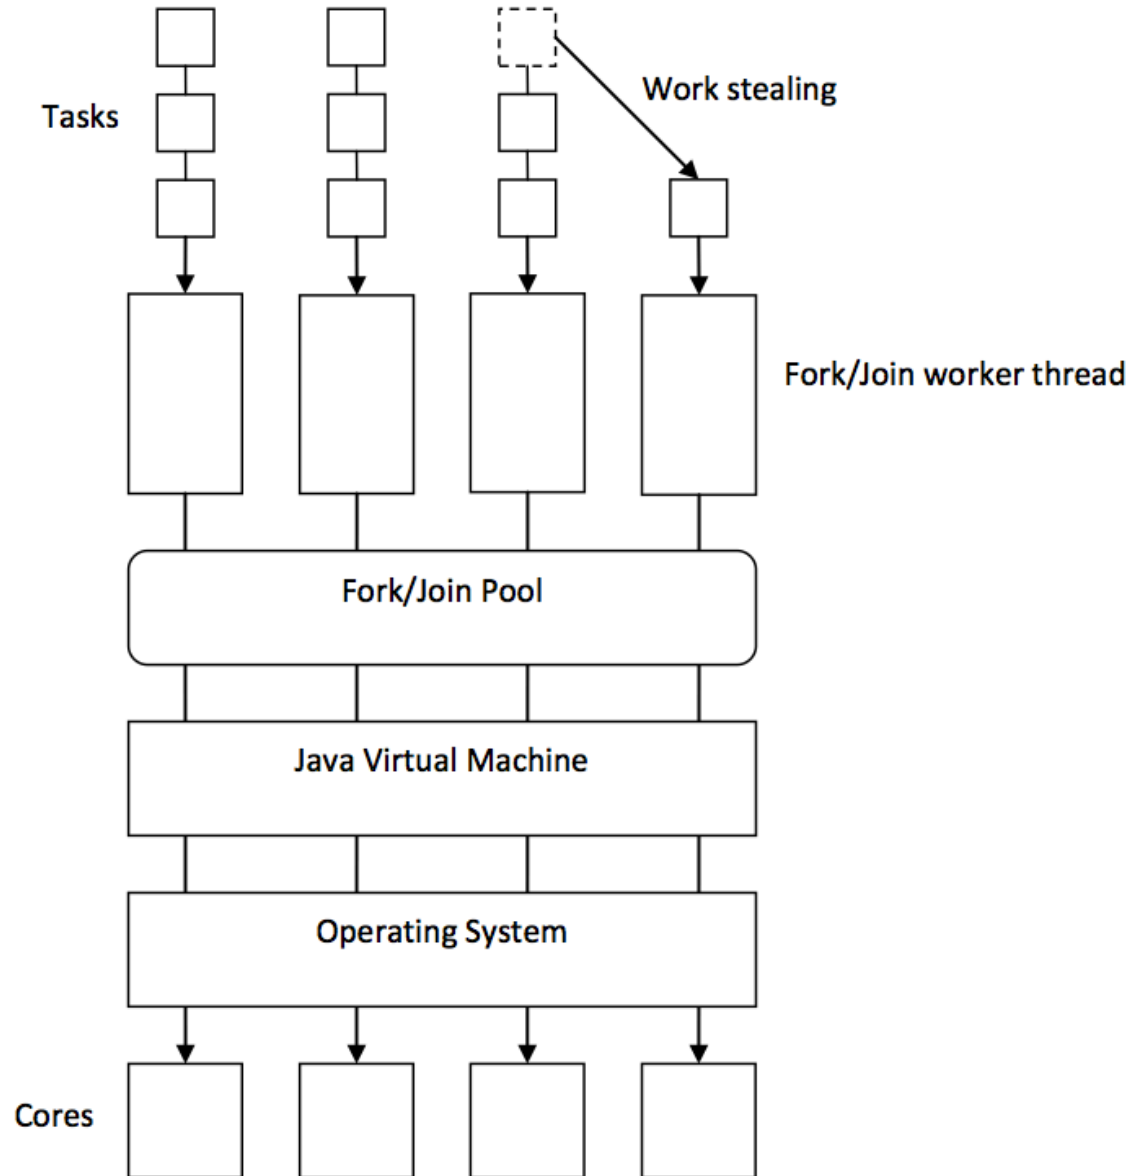 Work stealing
Tasks
Fork/Join worker thread
Fork/Join Pool
Java Virtual Machine
Operating System
Cores